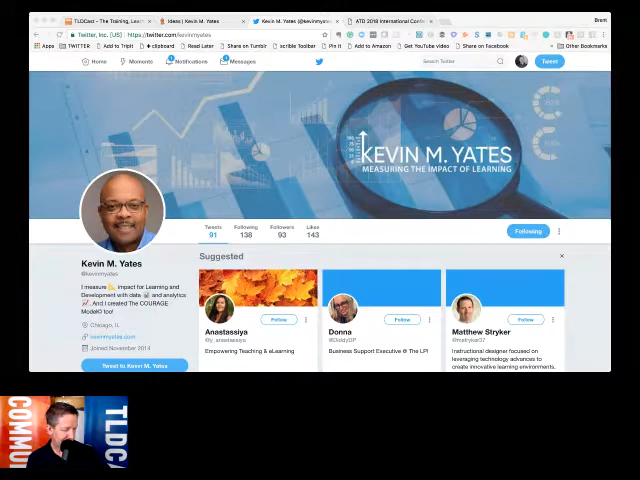 TLDCast - The Training, Learn
Ideas | Kevin M. Yates
Kevin M. Yates (@kevinmyates
ATD 2018 International Confer
Brent
Twitter, Inc. [US]
https://twitter.com/kevinmyates
Apps
TWITTER
Add to Tripit
+ clipboard
Read Later
Share on Tumblr
scrible Toolbar
Pin It
Add to Amazon
Get YouTube video
Share on Facebook
Other Bookmarks
Home
Moments
Notifications
Messages
Search Twitter
Tweet
KEVIN M. YATES
MEASURING THE IMPACT OF LEARNING
Tweets
91
Following
138
Followers
93
Likes
143
Following
Kevin M. Yates
@kevinmyates
I measure impact for Learning and
Development with data and analytics
. And I created The COURAGE
Model© too!
Chicago, IL
kevinmyates.com
Joined November 2014
Tweet to Kevin M. Yates
Suggested
Follow
Anastassiya
@y_anastasiya
Empowering Teaching & eLearning
Follow
Donna
@DiddyDP
Business Support Executive @ The LPI
Follow
Matthew Stryker
@mstryker37
Instructional designer focused on
leveraging technology advances to
create innovative learning environments.
COMMU
TLDCA